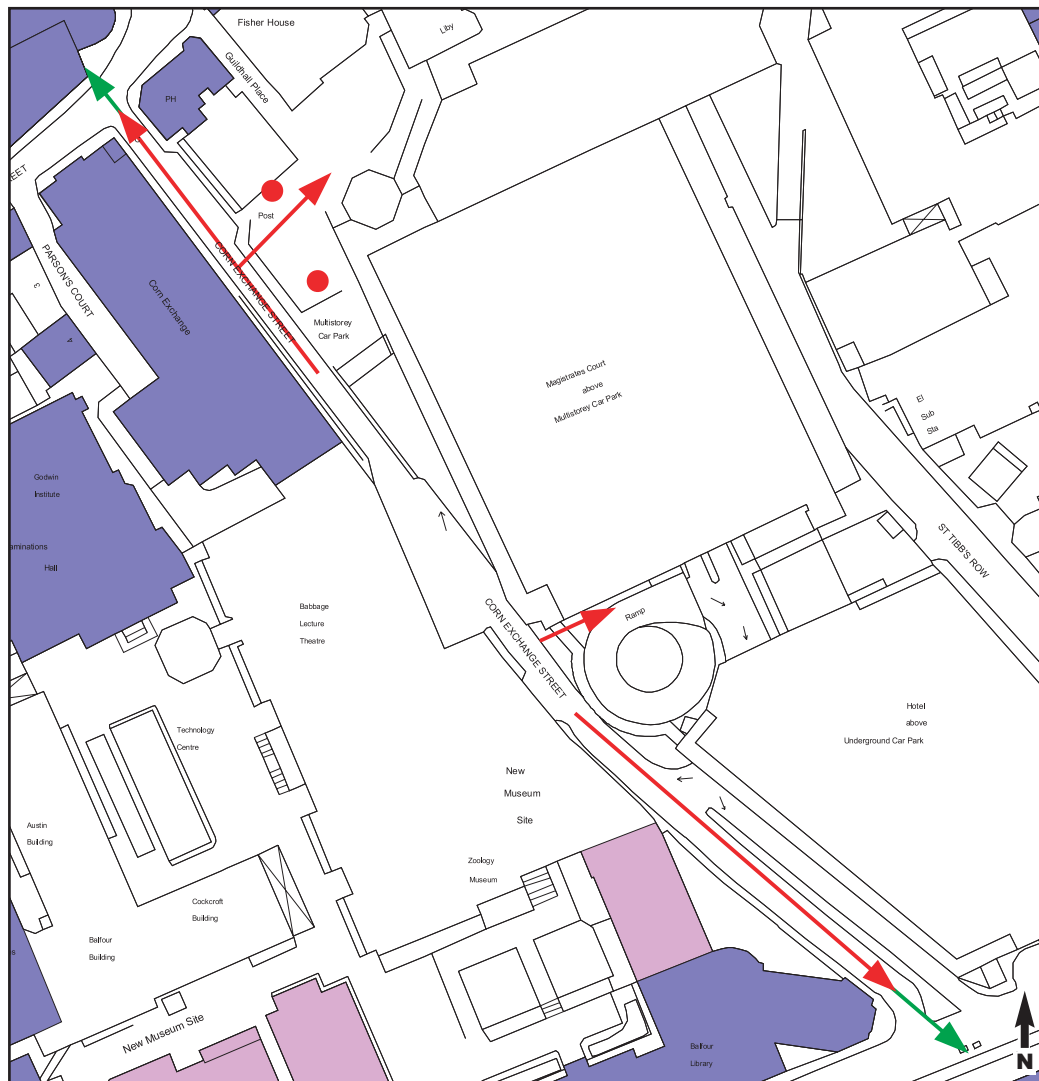 Fisher House
Liby
Guildhall Place
PH
EET
Post
PARSON'S COURT
CORN EXCHANGE STREET
3
4
Corn Exchange
Multistorey
Car Park
Magistrates Court
above
Multistorey Car Park
El
Sub
Sta
Godwin
Institute
aminations
Hall
ST TIBB'S ROW
Babbage
Lecture
Theatre
CORN EXCHANGE STREET
Ramp
Hotel
above
Underground Car Park
Technology
Centre
New
Museum
Site
Austin
Building
Zoology
Museum
Cockcroft
Building
Balfour
Building
s
New Museum Site
Balfour
Library
N